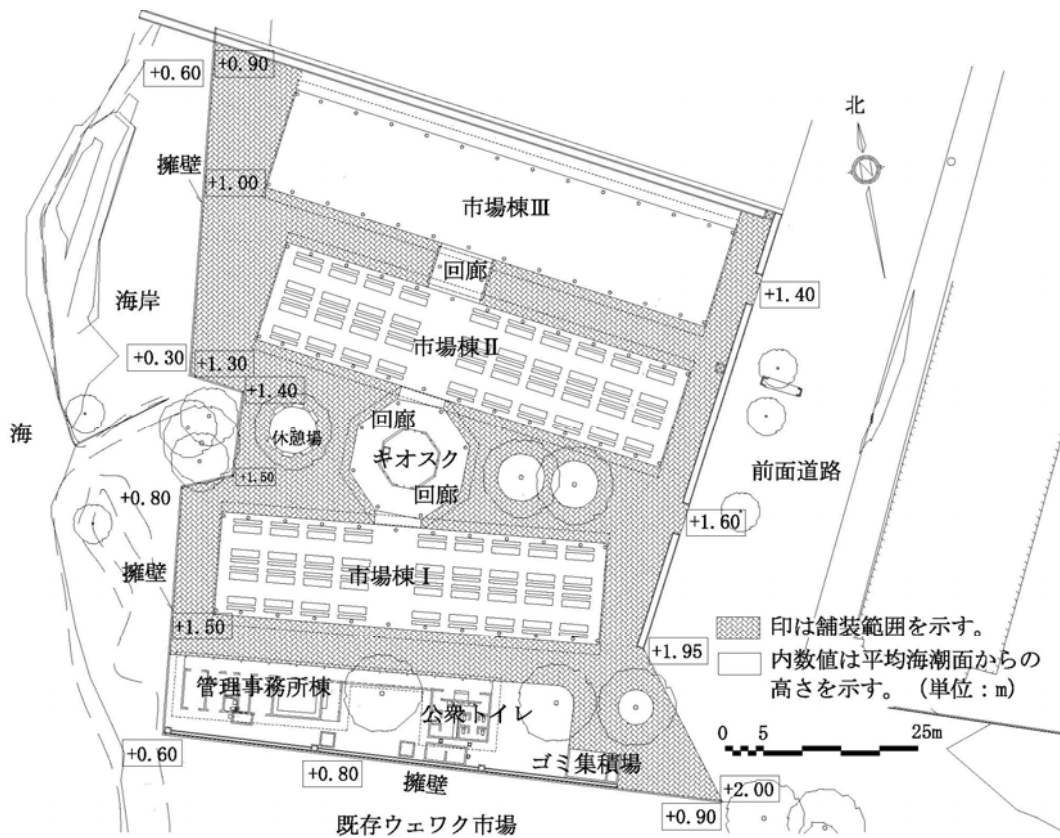 +0.60
+0.90
北
擁壁
+1.00
市場棟Ⅲ
回廊
+1.40
海岸
市場棟Ⅱ
+0.30
+1.30
+1.40
海
回廊
休憩場
キオスク
前面道路
+1.50
回廊
+0.80
+1.60
擁壁
市場棟Ⅰ
+1.50
印は舗装範囲を示す。
+1.95
内数値は平均海潮面からの
高さを示す。（単位：m）
管理事務所棟
公衆トイレ
0 5 25m
+0.60
ゴミ集積場
+0.80
擁壁
+2.00
+0.90
既存ウェワク市場